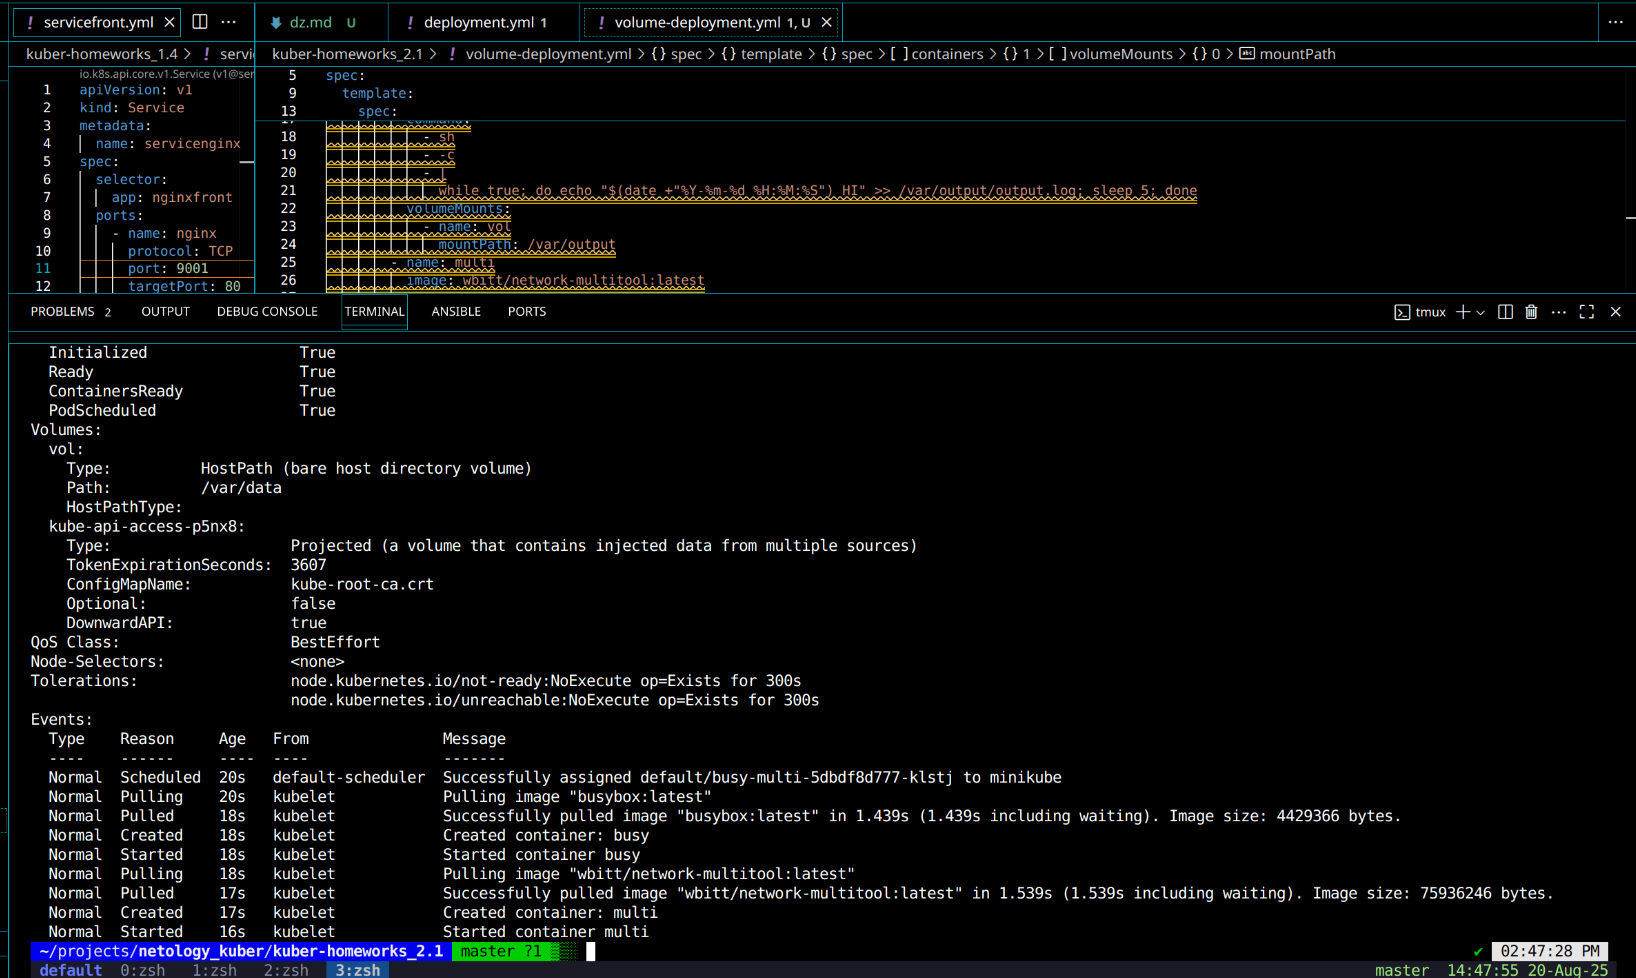 ! servicefront.yml × ···
dz.md U
! deployment.yml 1
! volume-deployment.yml 1, U ×
···
kuber-homeworks_1.4 > ! servi
kuber-homeworks_2.1 > ! volume-deployment.yml > {} spec > {} template > {} spec > [ ] containers > {} 1 > [ ] volumeMounts > {} 0 > abc mountPath
io.k8s.api.core.v1.Service (v1@ser
1 apiVersion: v1
2 kind: Service
3 metadata:
4 name: servicenginx
5 spec:
6 selector:
7 app: nginxfront
8 ports:
9 - name: nginx
10 protocol: TCP
11 port: 9001
12 targetPort: 80
5 spec:
9 template:
13 spec:
17 command:
18 - sh
19 - -c
20 - |
21 while true; do echo "$(date +"%Y-%m-%d %H:%M:%S") HI" >> /var/output/output.log; sleep 5; done
22 volumeMounts:
23 - name: vol
24 mountPath: /var/output
25 - name: multi
26 image: wbitt/network-multitool:latest
PROBLEMS 2 OUTPUT DEBUG CONSOLE TERMINAL ANSIBLE PORTS
tmux ···
Initialized True
Ready True
ContainersReady True
PodScheduled True
Volumes:
vol:
Type: HostPath (bare host directory volume)
Path: /var/data
HostPathType:
kube-api-access-p5nx8:
Type: Projected (a volume that contains injected data from multiple sources)
TokenExpirationSeconds: 3607
ConfigMapName: kube-root-ca.crt
Optional: false
DownwardAPI: true
QoS Class: BestEffort
Node-Selectors: <none>
Tolerations: node.kubernetes.io/not-ready:NoExecute op=Exists for 300s
node.kubernetes.io/unreachable:NoExecute op=Exists for 300s
Events:
Type Reason Age From Message
---- ------ ---- ---- -------
Normal Scheduled 20s default-scheduler Successfully assigned default/busy-multi-5dbdf8d777-klstj to minikube
Normal Pulling 20s kubelet Pulling image "busybox:latest"
Normal Pulled 18s kubelet Successfully pulled image "busybox:latest" in 1.439s (1.439s including waiting). Image size: 4429366 bytes.
Normal Created 18s kubelet Created container: busy
Normal Started 18s kubelet Started container busy
Normal Pulling 18s kubelet Pulling image "wbitt/network-multitool:latest"
Normal Pulled 17s kubelet Successfully pulled image "wbitt/network-multitool:latest" in 1.539s (1.539s including waiting). Image size: 75936246 bytes.
Normal Created 17s kubelet Created container: multi
Normal Started 16s kubelet Started container multi
~/projects/netology_kuber/kuber-homeworks_2.1 master ?1 ✔ 02:47:28 PM
default 0:zsh 1:zsh 2:zsh 3:zsh master 14:47:55 20-Aug-25